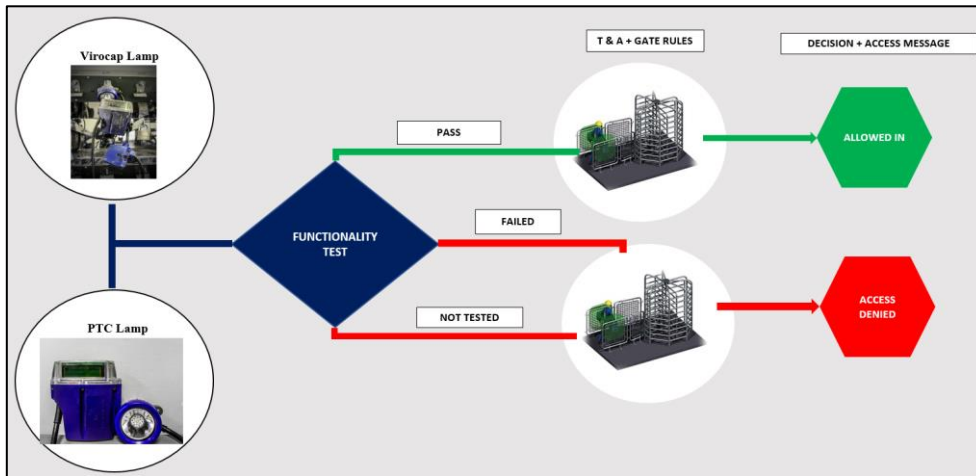 Virocap Lamp
T & A + GATE RULES
DECISION + ACCESS MESSAGE
PASS
ALLOWED IN
FAILED
FUNCTIONALITY
TEST
NOT TESTED
ACCESS
DENIED
PTC Lamp